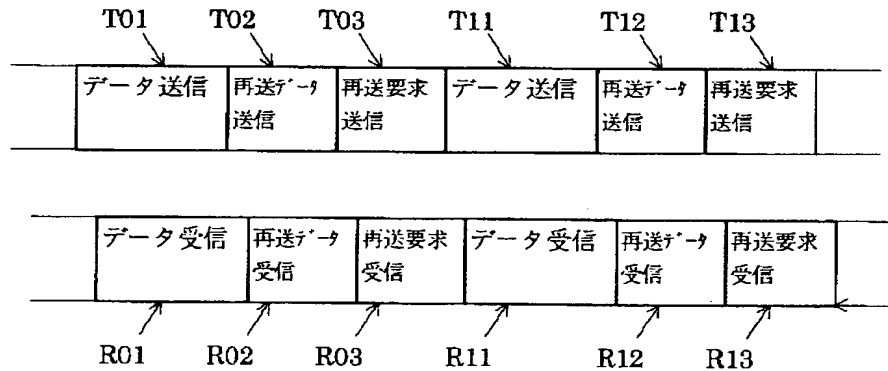 T01 T02 T03 T11 T12 T13
データ送信 再送データ送信 再送要求送信 データ送信 再送データ送信 再送要求送信
データ受信 再送データ受信 再送要求受信 データ受信 再送データ受信 再送要求受信
R01 R02 R03 R11 R12 R13